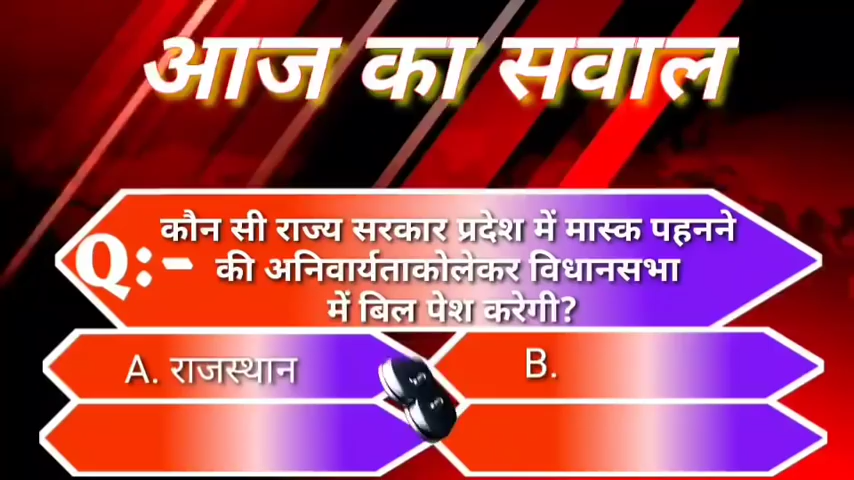 आज का सवाल
Q:- कौन सी राज्य सरकार प्रदेश में मास्क पहनने
की अनिवार्यताकोलेकर विधानसभा
में बिल पेश करेगी?
A. राजस्थान
B.